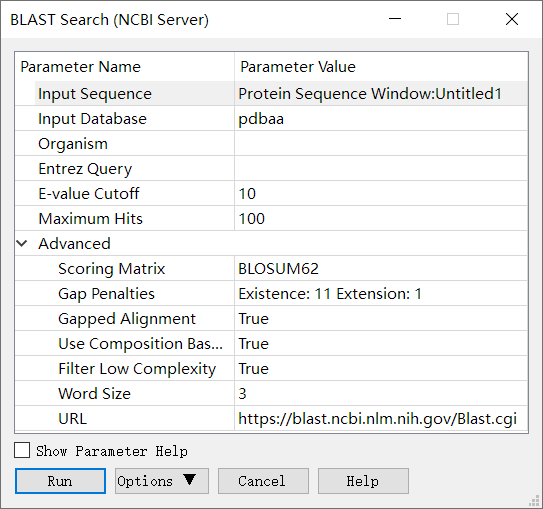 BLAST Search (NCBI Server)
Parameter Name Parameter Value
Input Sequence Protein Sequence Window:Untitled1
Input Database pdbaa
Organism
Entrez Query
E-value Cutoff 10
Maximum Hits 100
Advanced
Scoring Matrix BLOSUM62
Gap Penalties Existence: 11 Extension: 1
Gapped Alignment True
Use Composition Bas... True
Filter Low Complexity True
Word Size 3
URL https://blast.ncbi.nlm.nih.gov/Blast.cgi
Show Parameter Help
Run Options ▼ Cancel Help